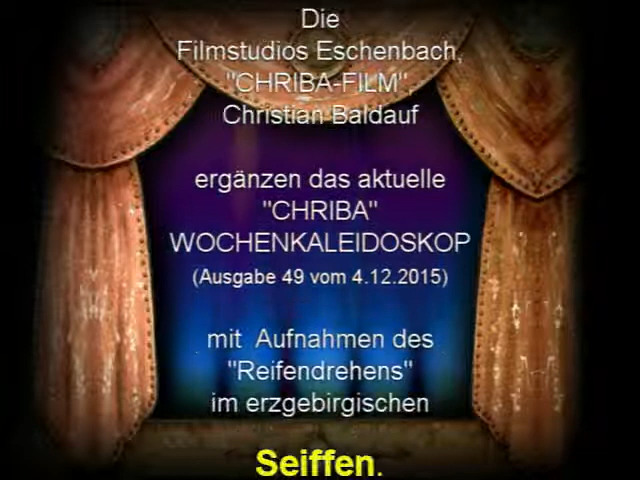 Die
Filmstudios Eschenbach,
"CHRIBA-FILM",
Christian Baldauf
ergänzen das aktuelle
"CHRIBA"
WOCHENKALEIDOSKOP
(Ausgabe 49 vom 4.12.2015)
mit Aufnahmen des
"Reifendrehens"
im erzgebirgischen
Seiffen.